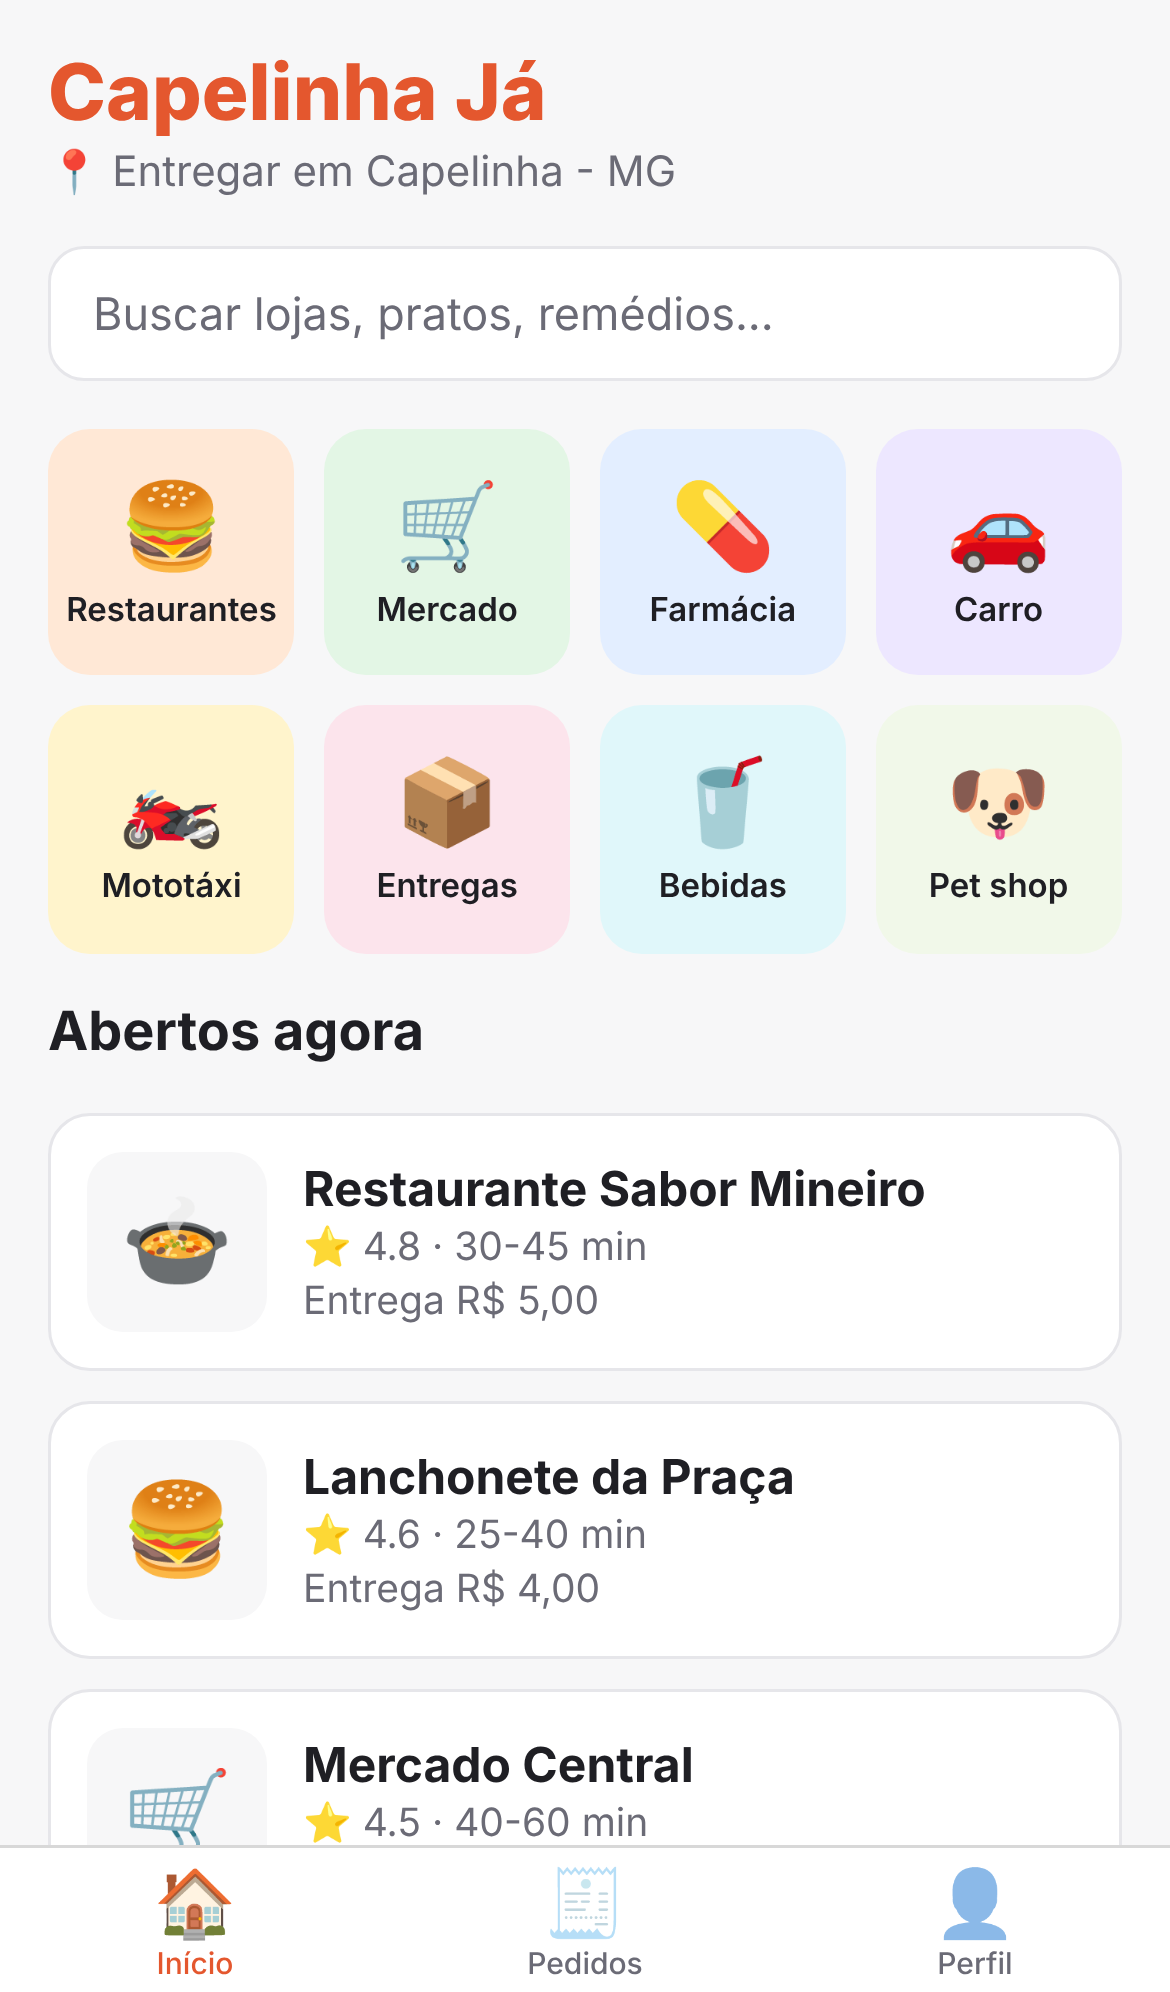 Capelinha Já
Entregar em Capelinha - MG
Buscar lojas, pratos, remédios...
Restaurantes
Mercado
Farmácia
Carro
Mototáxi
Entregas
Bebidas
Pet shop
Abertos agora
Restaurante Sabor Mineiro
4.8 · 30-45 min
Entrega R$ 5,00
Lanchonete da Praça
4.6 · 25-40 min
Entrega R$ 4,00
Mercado Central
4.5 · 40-60 min
Início
Pedidos
Perfil